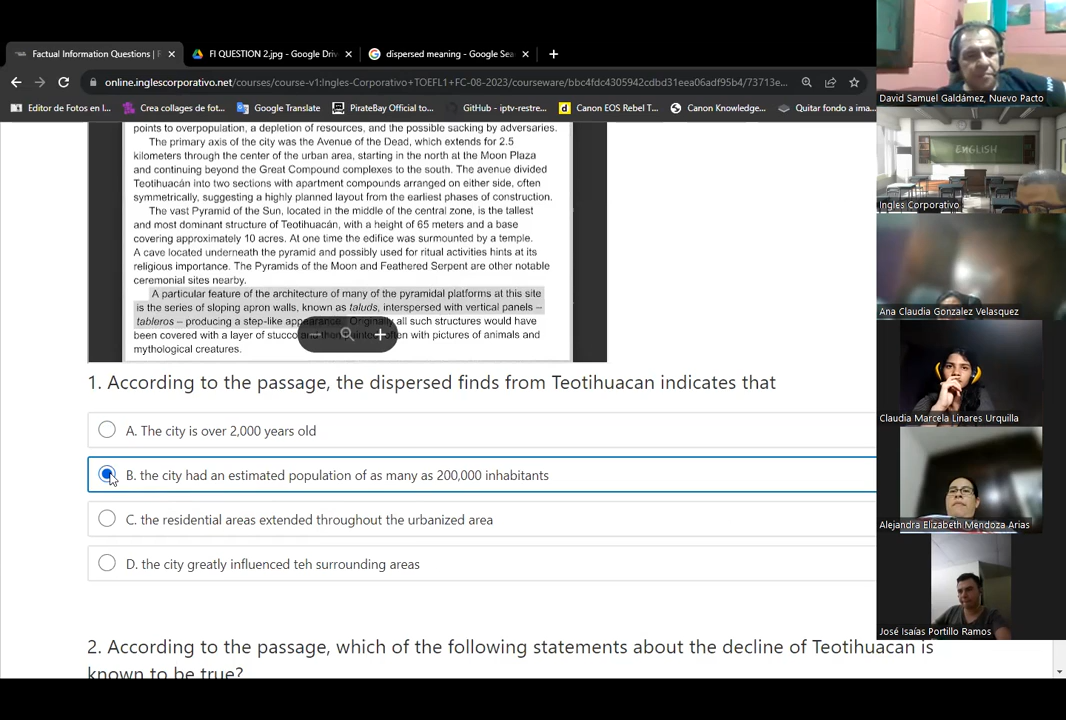 Factual Information Questions | F
FI QUESTION 2.jpg - Google Driv
dispersed meaning - Google Sea
online.inglescorporativo.net/courses/course-v1:Ingles-Corporativo+TOEFL1+FC-08-2023/courseware/bbc4fdc4305942cdbd31eea06adf95b4/73713e...
Editor de Fotos en l...
Crea collages de fot...
Google Translate
PirateBay Official to...
GitHub - iptv-restre...
Canon EOS Rebel T...
Canon Knowledge...
Quitar fondo a ima...
points to overpopulation, a depletion of resources, and the possible sacking by adversaries.
The primary axis of the city was the Avenue of the Dead, which extends for 2.5
kilometers through the center of the urban area, starting in the north at the Moon Plaza
and continuing beyond the Great Compound complexes to the south. The avenue divided
Teotihuacán into two sections with apartment compounds arranged on either side, often
symmetrically, suggesting a highly planned layout from the earliest phases of construction.
The vast Pyramid of the Sun, located in the middle of the central zone, is the tallest
and most dominant structure of Teotihuacán, with a height of 65 meters and a base
covering approximately 10 acres. At one time the edifice was surmounted by a temple.
A cave located underneath the pyramid and possibly used for ritual activities hints at its
religious importance. The Pyramids of the Moon and Feathered Serpent are other notable
ceremonial sites nearby.
A particular feature of the architecture of many of the pyramidal platforms at this site
is the series of sloping apron walls, known as taluds, interspersed with vertical panels –
tableros – producing a step-like appearance. Originally all such structures would have
been covered with a layer of stucco and then painted often with pictures of animals and
mythological creatures.
1. According to the passage, the dispersed finds from Teotihuacan indicates that
A. The city is over 2,000 years old
B. the city had an estimated population of as many as 200,000 inhabitants
C. the residential areas extended throughout the urbanized area
D. the city greatly influenced teh surrounding areas
2. According to the passage, which of the following statements about the decline of Teotihuacan is
known to be true?
David Samuel Galdámez, Nuevo Pacto
ENGLISH
Ingles Corporativo
Ana Claudia Gonzalez Velasquez
Claudia Marcela Linares Urquilla
Alejandra Elizabeth Mendoza Arias
José Isaías Portillo Ramos